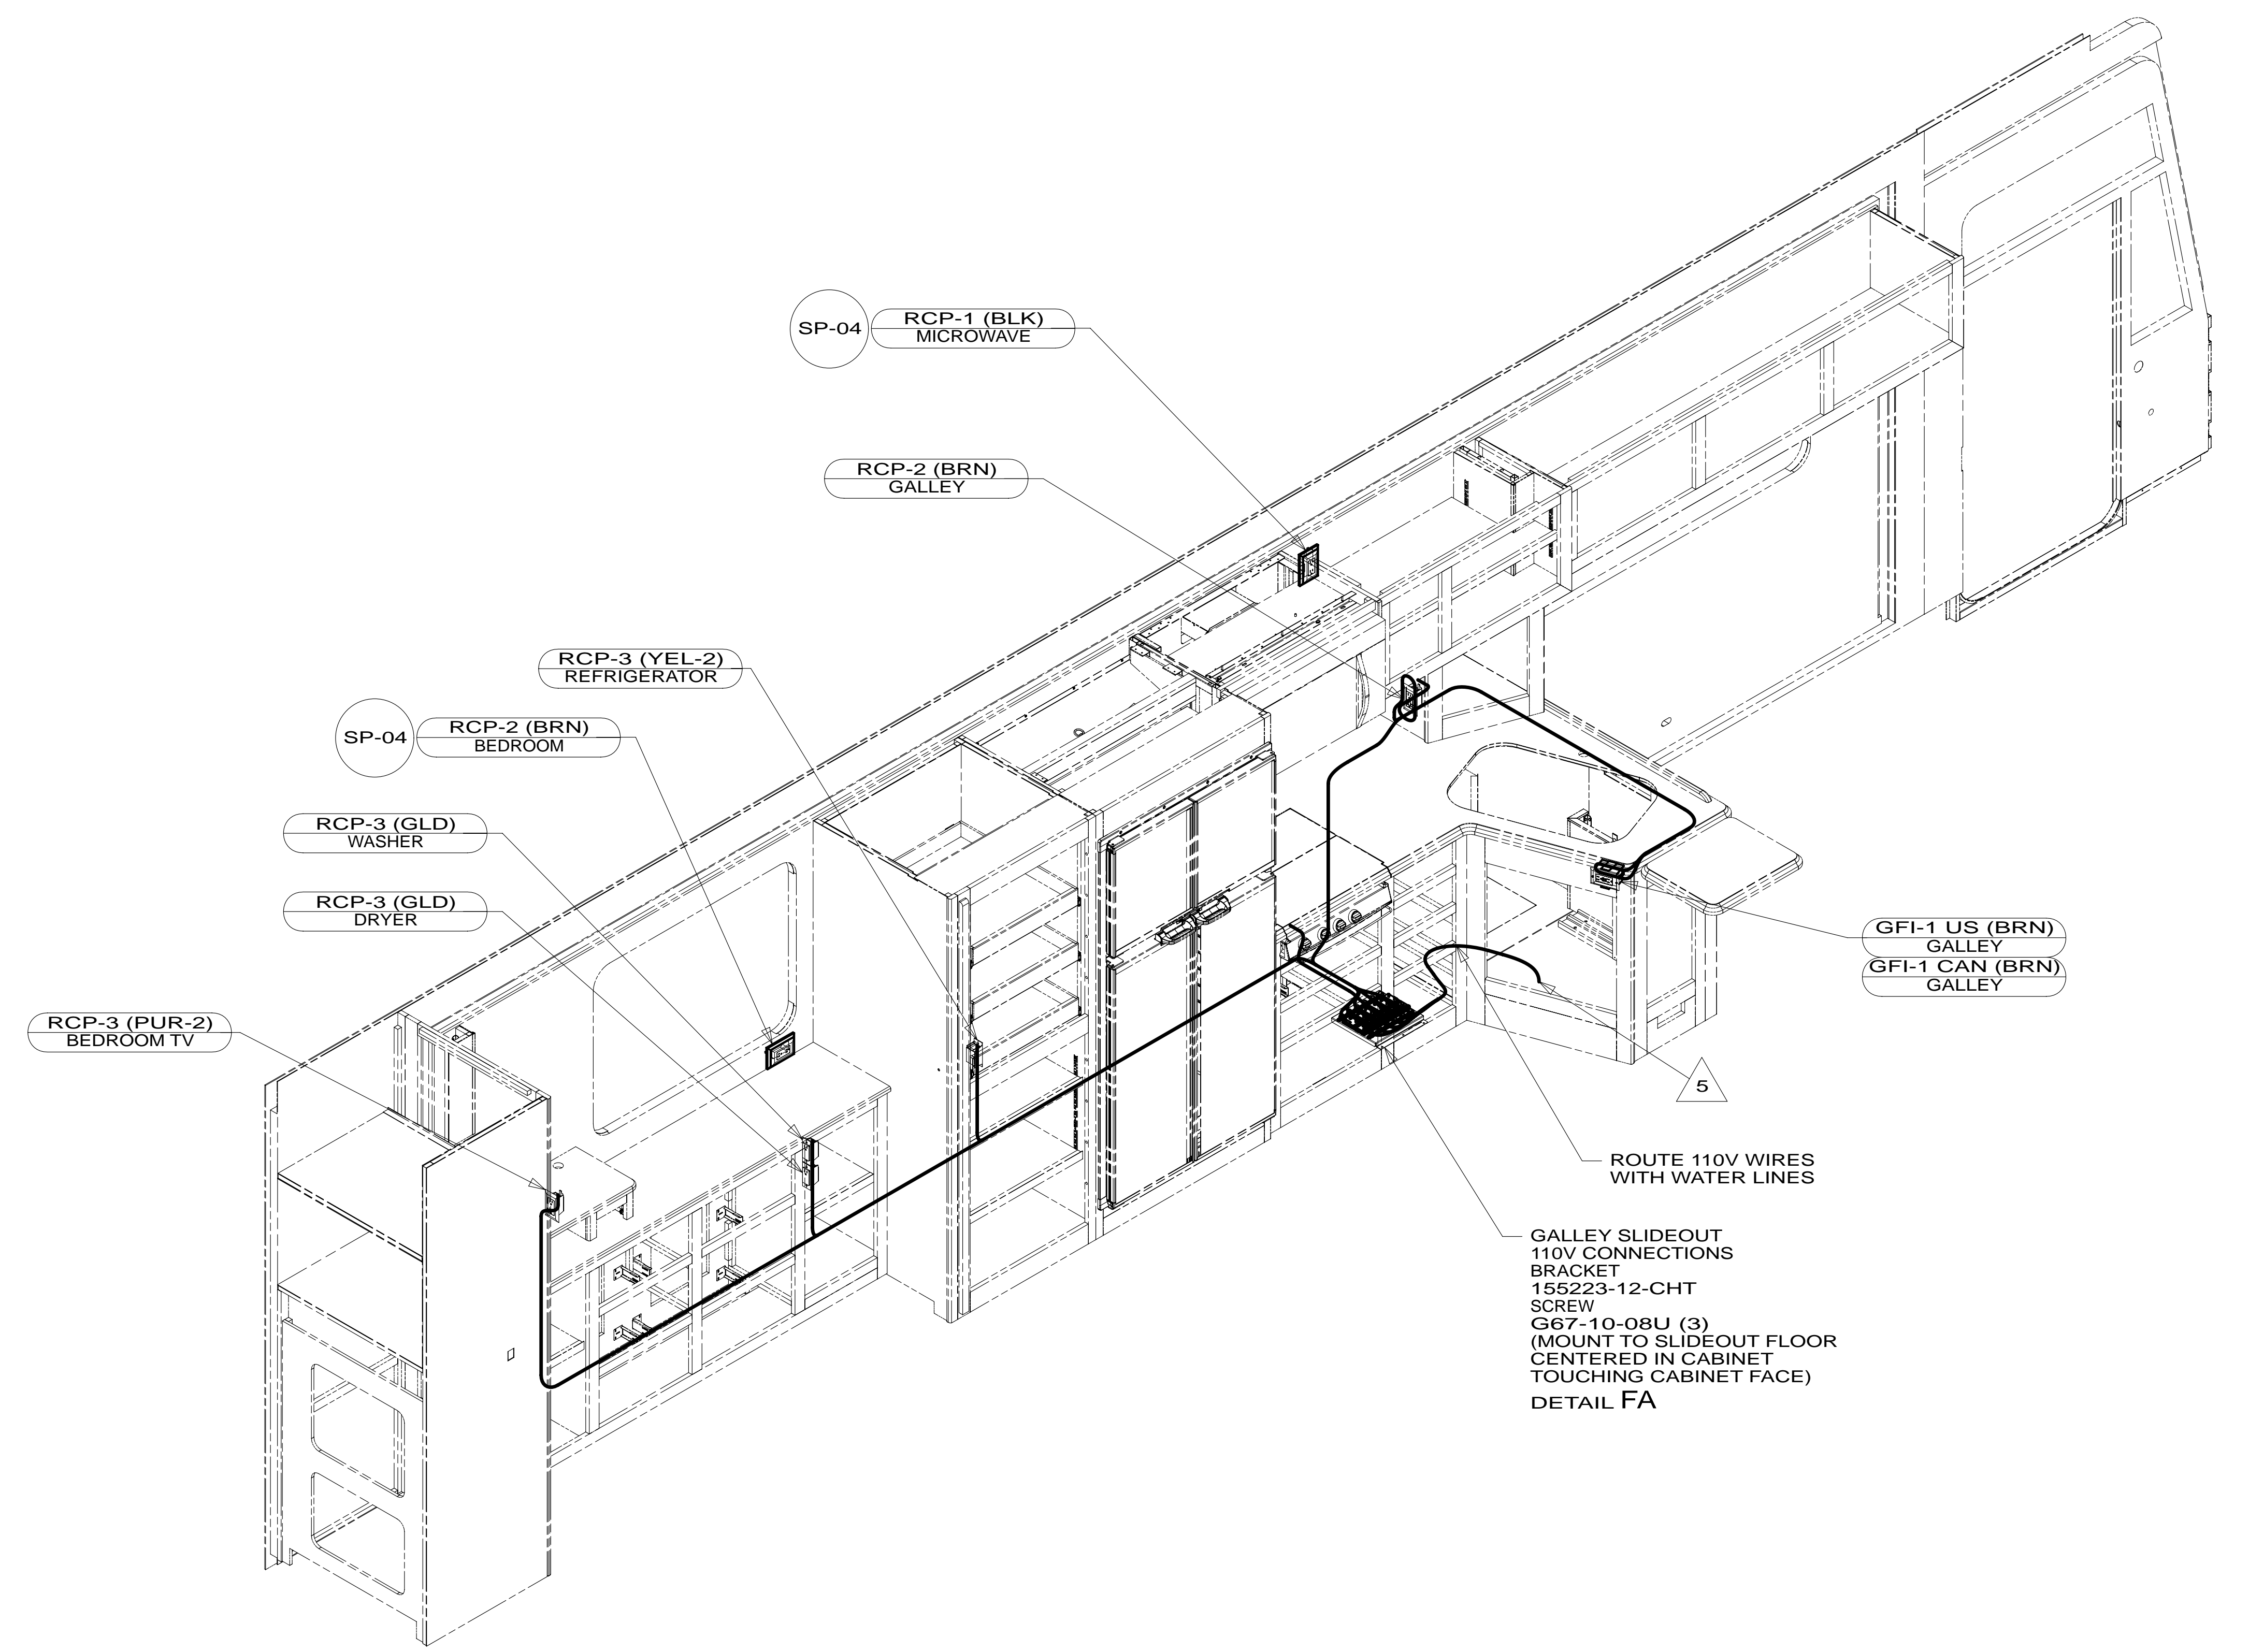 SP-04
RCP-1 (BLK)
MICROWAVE
RCP-2 (BRN)
GALLEY
RCP-3 (YEL-2)
REFRIGERATOR
SP-04
RCP-2 (BRN)
BEDROOM
RCP-3 (GLD)
WASHER
RCP-3 (GLD)
DRYER
GFI-1 US (BRN)
GALLEY
GFI-1 CAN (BRN)
GALLEY
RCP-3 (PUR-2)
BEDROOM TV
5
ROUTE 110V WIRES
WITH WATER LINES
GALLEY SLIDEOUT
110V CONNECTIONS
BRACKET
155223-12-CHT
SCREW
G67-10-08U (3)
(MOUNT TO SLIDEOUT FLOOR
CENTERED IN CABINET
TOUCHING CABINET FACE)
DETAIL FA